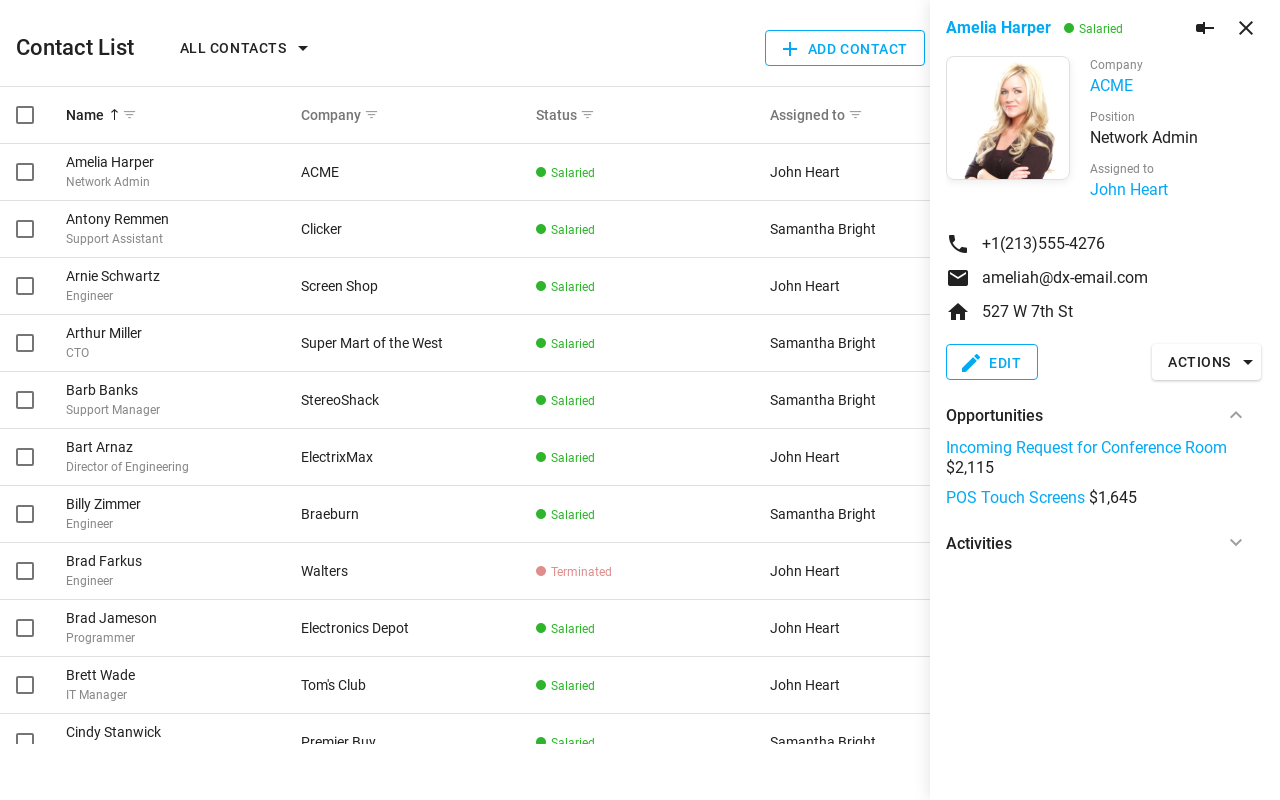 Contact List
ALL CONTACTS
ADD CONTACT
Name
Company
Status
Assigned to
Amelia Harper
Network Admin
ACME
Salaried
John Heart
Antony Remmen
Support Assistant
Clicker
Salaried
Samantha Bright
Arnie Schwartz
Engineer
Screen Shop
Salaried
John Heart
Arthur Miller
CTO
Super Mart of the West
Salaried
Samantha Bright
Barb Banks
Support Manager
StereoShack
Salaried
Samantha Bright
Bart Arnaz
Director of Engineering
ElectrixMax
Salaried
John Heart
Billy Zimmer
Engineer
Braeburn
Salaried
Samantha Bright
Brad Farkus
Engineer
Walters
Terminated
John Heart
Brad Jameson
Programmer
Electronics Depot
Salaried
John Heart
Brett Wade
IT Manager
Tom's Club
Salaried
John Heart
Cindy Stanwick
Premier Buy
Salaried
Samantha Bright
Amelia Harper
Salaried
Company
ACME
Position
Network Admin
Assigned to
John Heart
+1(213)555-4276
ameliah@dx-email.com
527 W 7th St
EDIT
ACTIONS
Opportunities
Incoming Request for Conference Room
$2,115
POS Touch Screens $1,645
Activities